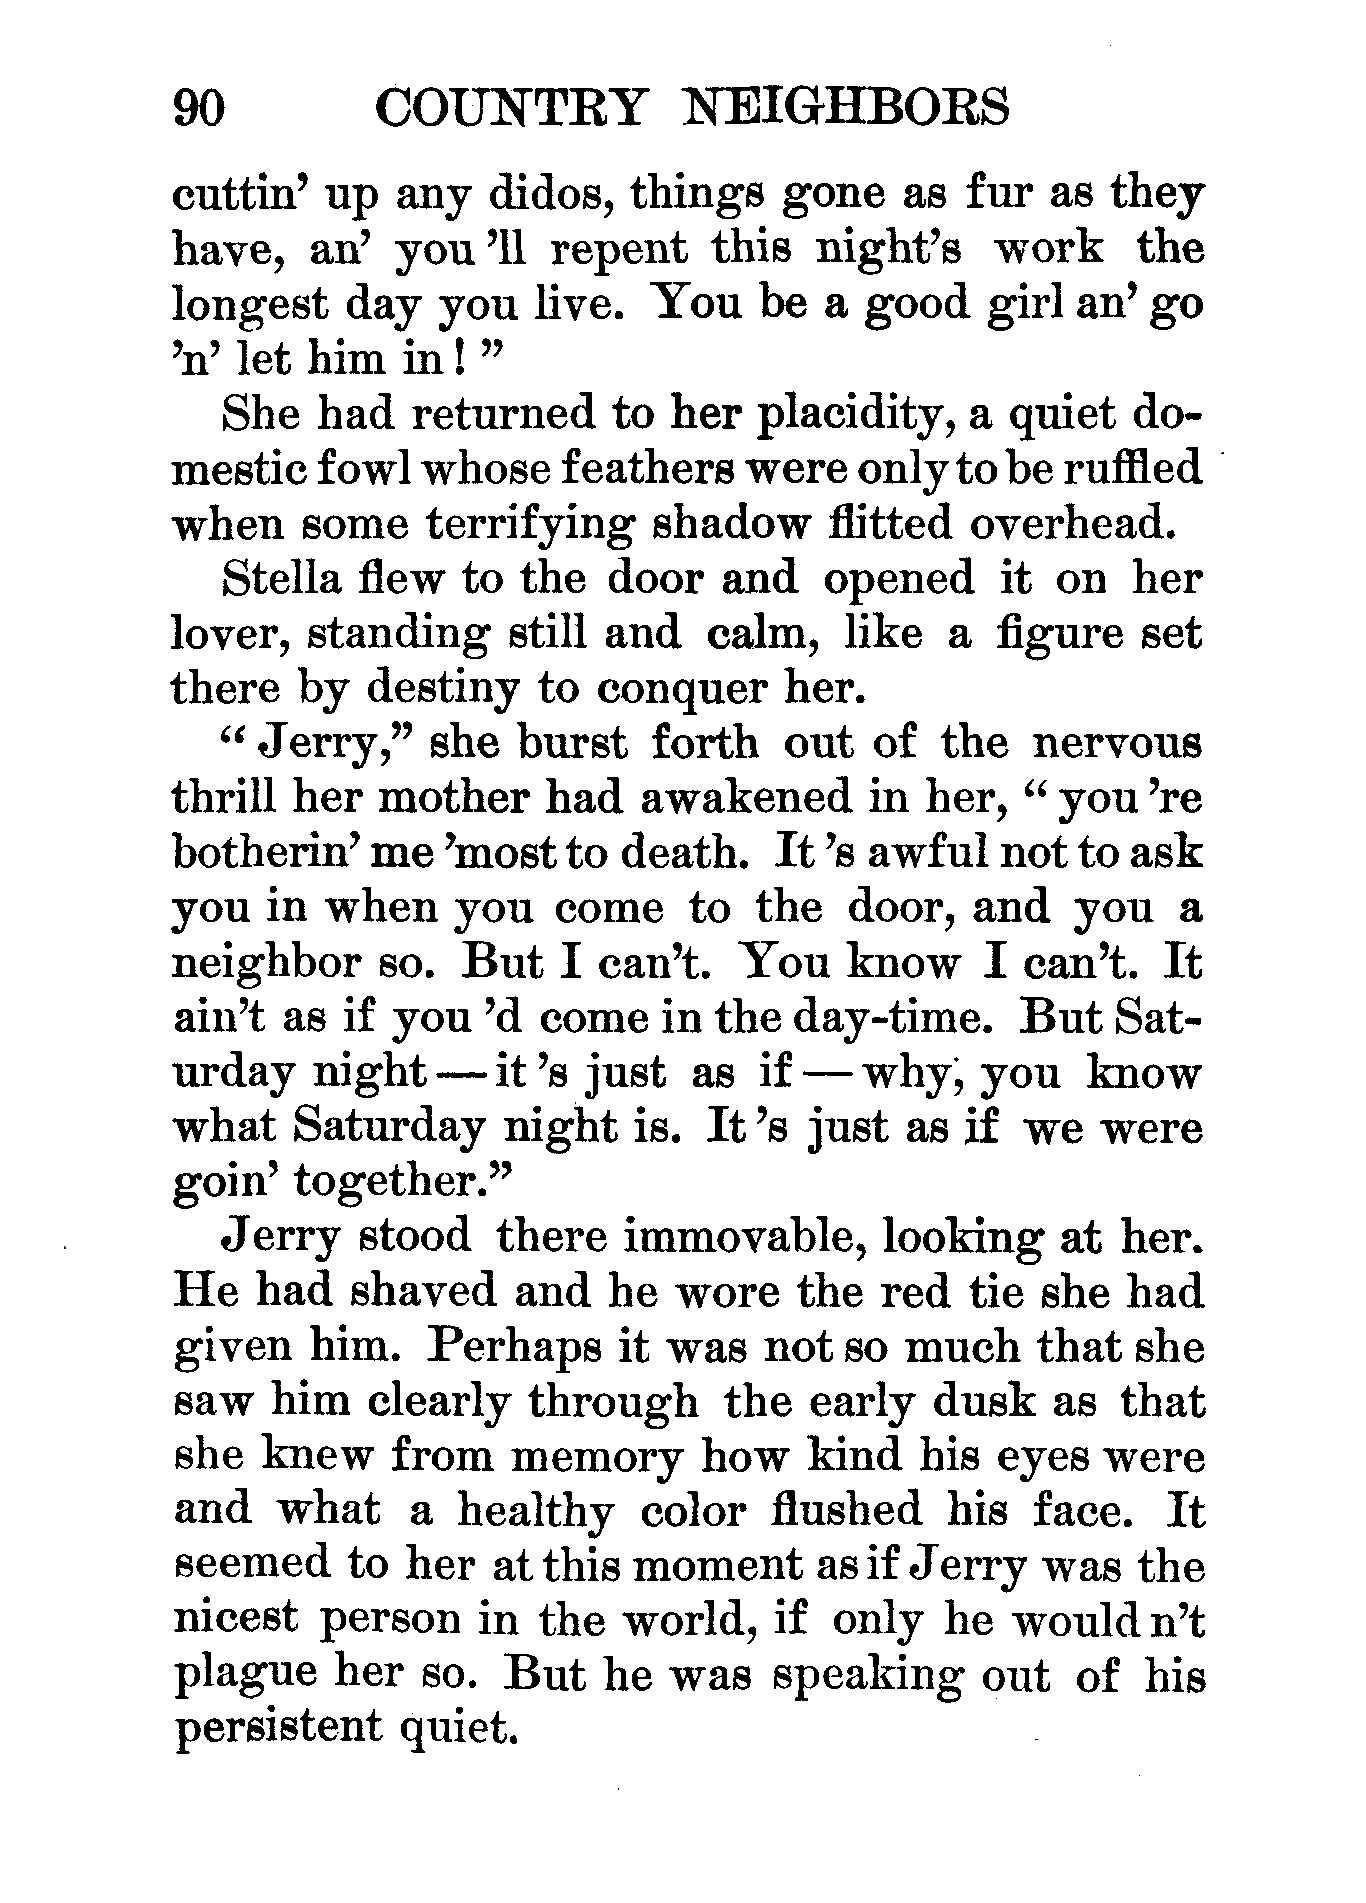 90 COUNTRY NEIGHBORS
cuttin' up any didos, things gone as fur as they
have, an' you 'll repent this night's work the
longest day you live. You be a good girl an' go
'n' let him in! "
She had returned to her placidity, a quiet do-
mestic fowl whose feathers were only to be ruffled
when some terrifying shadow flitted overhead.
Stella flew to the door and opened it on her
lover, standing still and calm, like a figure set
there by destiny to conquer her.
" Jerry," she burst forth out of the nervous
thrill her mother had awakened in her, " you 're
botherin' me 'most to death. It 's awful not to ask
you in when you come to the door, and you a
neighbor so. But I can't. You know I can't. It
ain't as if you 'd come in the day-time. But Sat-
urday night — it 's just as if — why, you know
what Saturday night is. It 's just as if we were
goin' together."
Jerry stood there immovable, looking at her.
He had shaved and he wore the red tie she had
given him. Perhaps it was not so much that she
saw him clearly through the early dusk as that
she knew from memory how kind his eyes were
and what a healthy color flushed his face. It
seemed to her at this moment as if Jerry was the
nicest person in the world, if only he would n't
plague her so. But he was speaking out of his
persistent quiet.